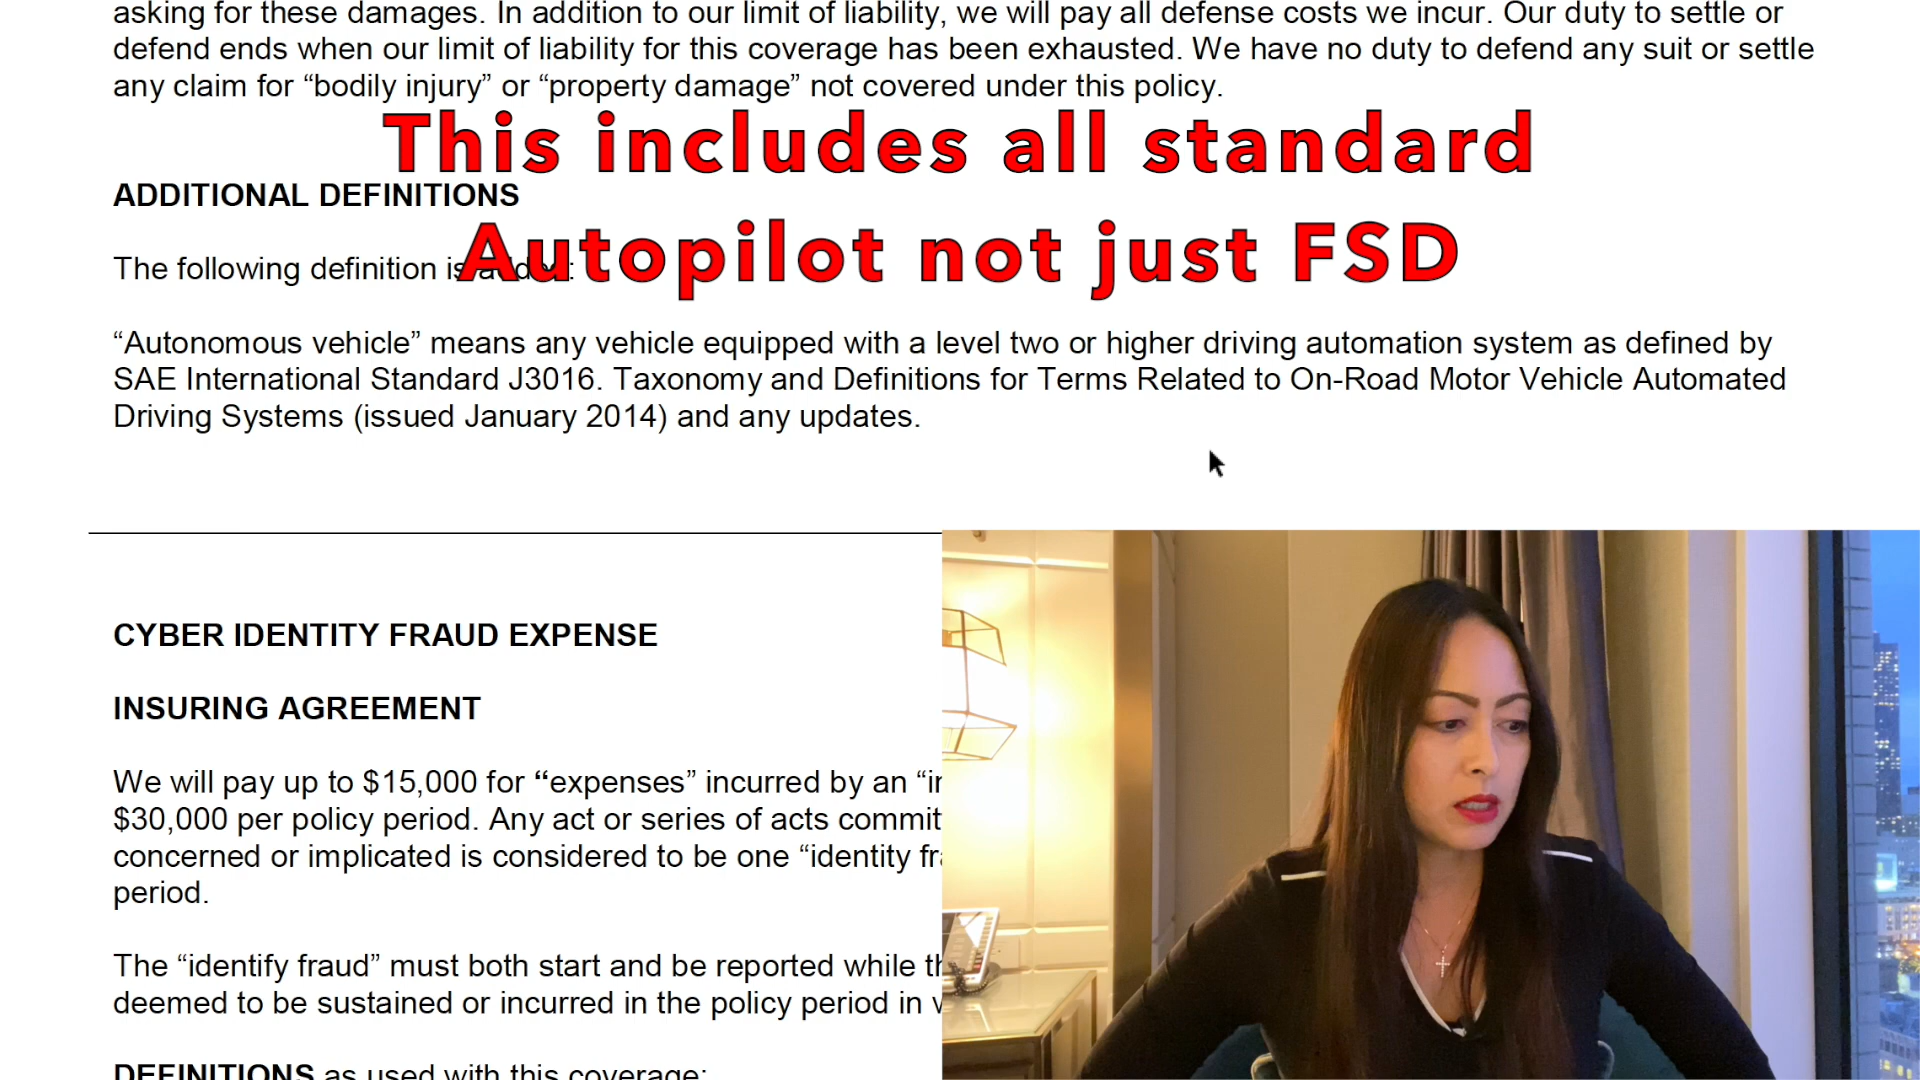 asking for these damages. In addition to our limit of liability, we will pay all defense costs we incur. Our duty to settle or
defend ends when our limit of liability for this coverage has been exhausted. We have no duty to defend any suit or settle
any claim for “bodily injury” or “property damage” not covered under this policy.
This includes all standard
ADDITIONAL DEFINITIONS
Autopilot not just FSD
The following definition is
“Autonomous vehicle” means any vehicle equipped with a level two or higher driving automation system as defined by
SAE International Standard J3016. Taxonomy and Definitions for Terms Related to On-Road Motor Vehicle Automated
Driving Systems (issued January 2014) and any updates.
CYBER IDENTITY FRAUD EXPENSE
INSURING AGREEMENT
We will pay up to $15,000 for “expenses” incurred by an
$30,000 per policy period. Any act or series of acts
concerned or implicated is considered to be one “identity
period.
The “identify fraud” must both start and be reported while
deemed to be sustained or incurred in the policy period in
DEFINITIONS as used with this coverage: